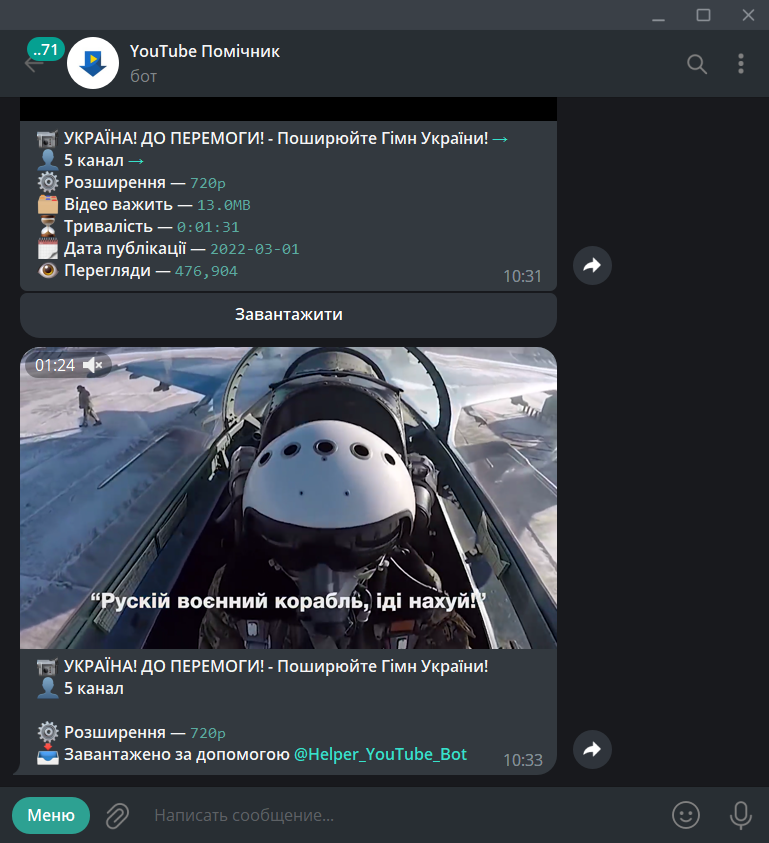 ..71
YouTube Помічник
бот
УКРАЇНА! ДО ПЕРЕМОГИ! - Поширюйте Гімн України! →
5 канал →
Розширення — 720p
Відео важить — 13.0MB
Тривалість — 0:01:31
Дата публікації — 2022-03-01
Перегляди — 476,904
10:31
Завантажити
01:24
“Рускій воєнний корабль, іді нахуй!”
УКРАЇНА! ДО ПЕРЕМОГИ! - Поширюйте Гімн України!
5 канал
Розширення — 720p
Завантажено за допомогою @Helper_YouTube_Bot
10:33
Меню
Написать сообщение...